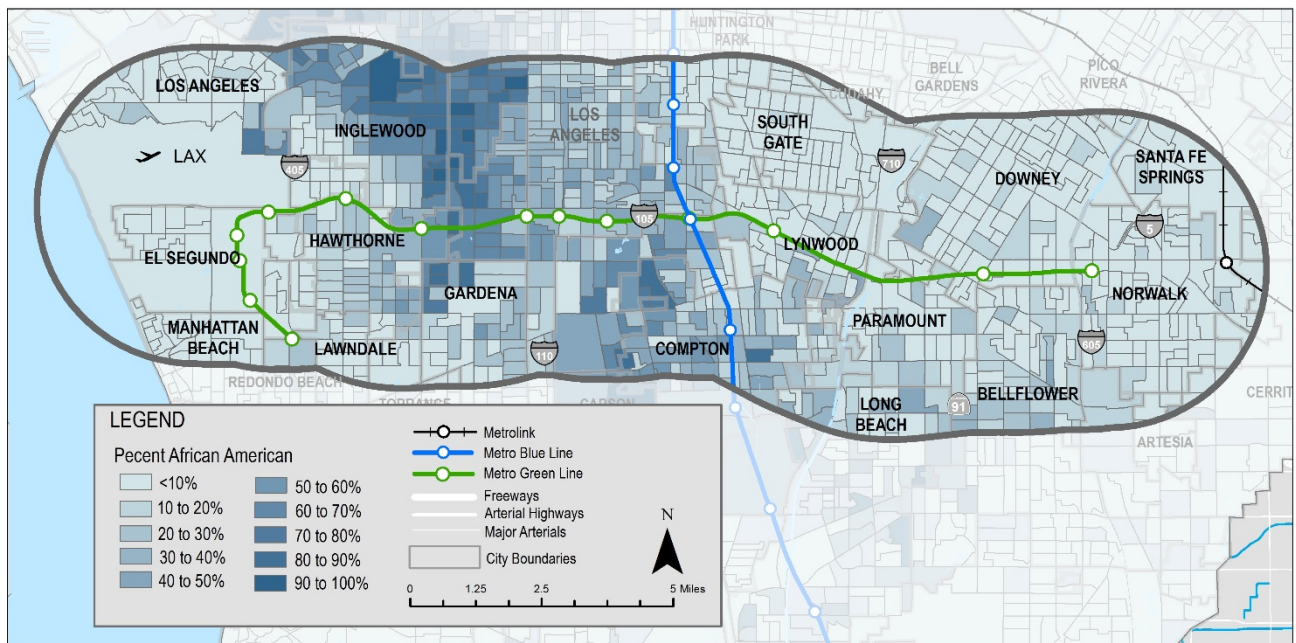 HUNTINGTON
PARK
PICO
RIVERA
BELL
GARDENS
CUDAHY
LOS ANGELES
INGLEWOOD
LOS
ANGELES
SOUTH
GATE
LAX
405
710
DOWNEY
SANTA FE
SPRINGS
105
5
HAWTHORNE
LYNWOOD
EL SEGUNDO
GARDENA
NORWALK
MANHATTAN
BEACH
LAWNDALE
110
COMPTON
PARAMOUNT
605
REDONDO BEACH
TORRANCE
CARSON
LONG
BEACH
91
BELLFLOWER
CERRIT
ARTESIA
LEGEND
Pecent African American
<10%
10 to 20%
20 to 30%
30 to 40%
40 to 50%
50 to 60%
60 to 70%
70 to 80%
80 to 90%
90 to 100%
Metrolink
Metro Blue Line
Metro Green Line
Freeways
Arterial Highways
Major Arterials
City Boundaries
N
0 1.25 2.5 5 Miles